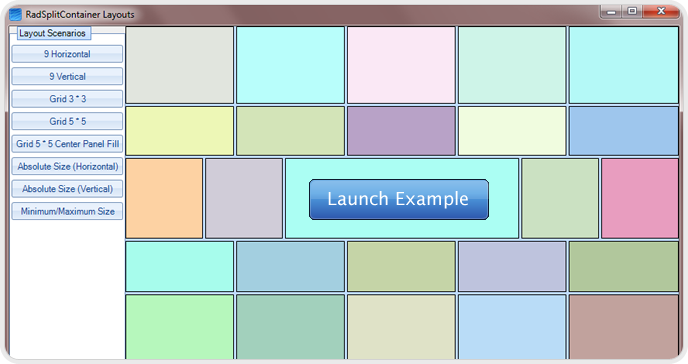 RadSplitContainer Layouts
Layout Scenarios
9 Horizontal
9 Vertical
Grid 3 * 3
Grid 5 * 5
Grid 5 * 5 Center Panel Fill
Absolute Size (Horizontal)
Absolute Size (Vertical)
Minimum/Maximum Size
Launch Example